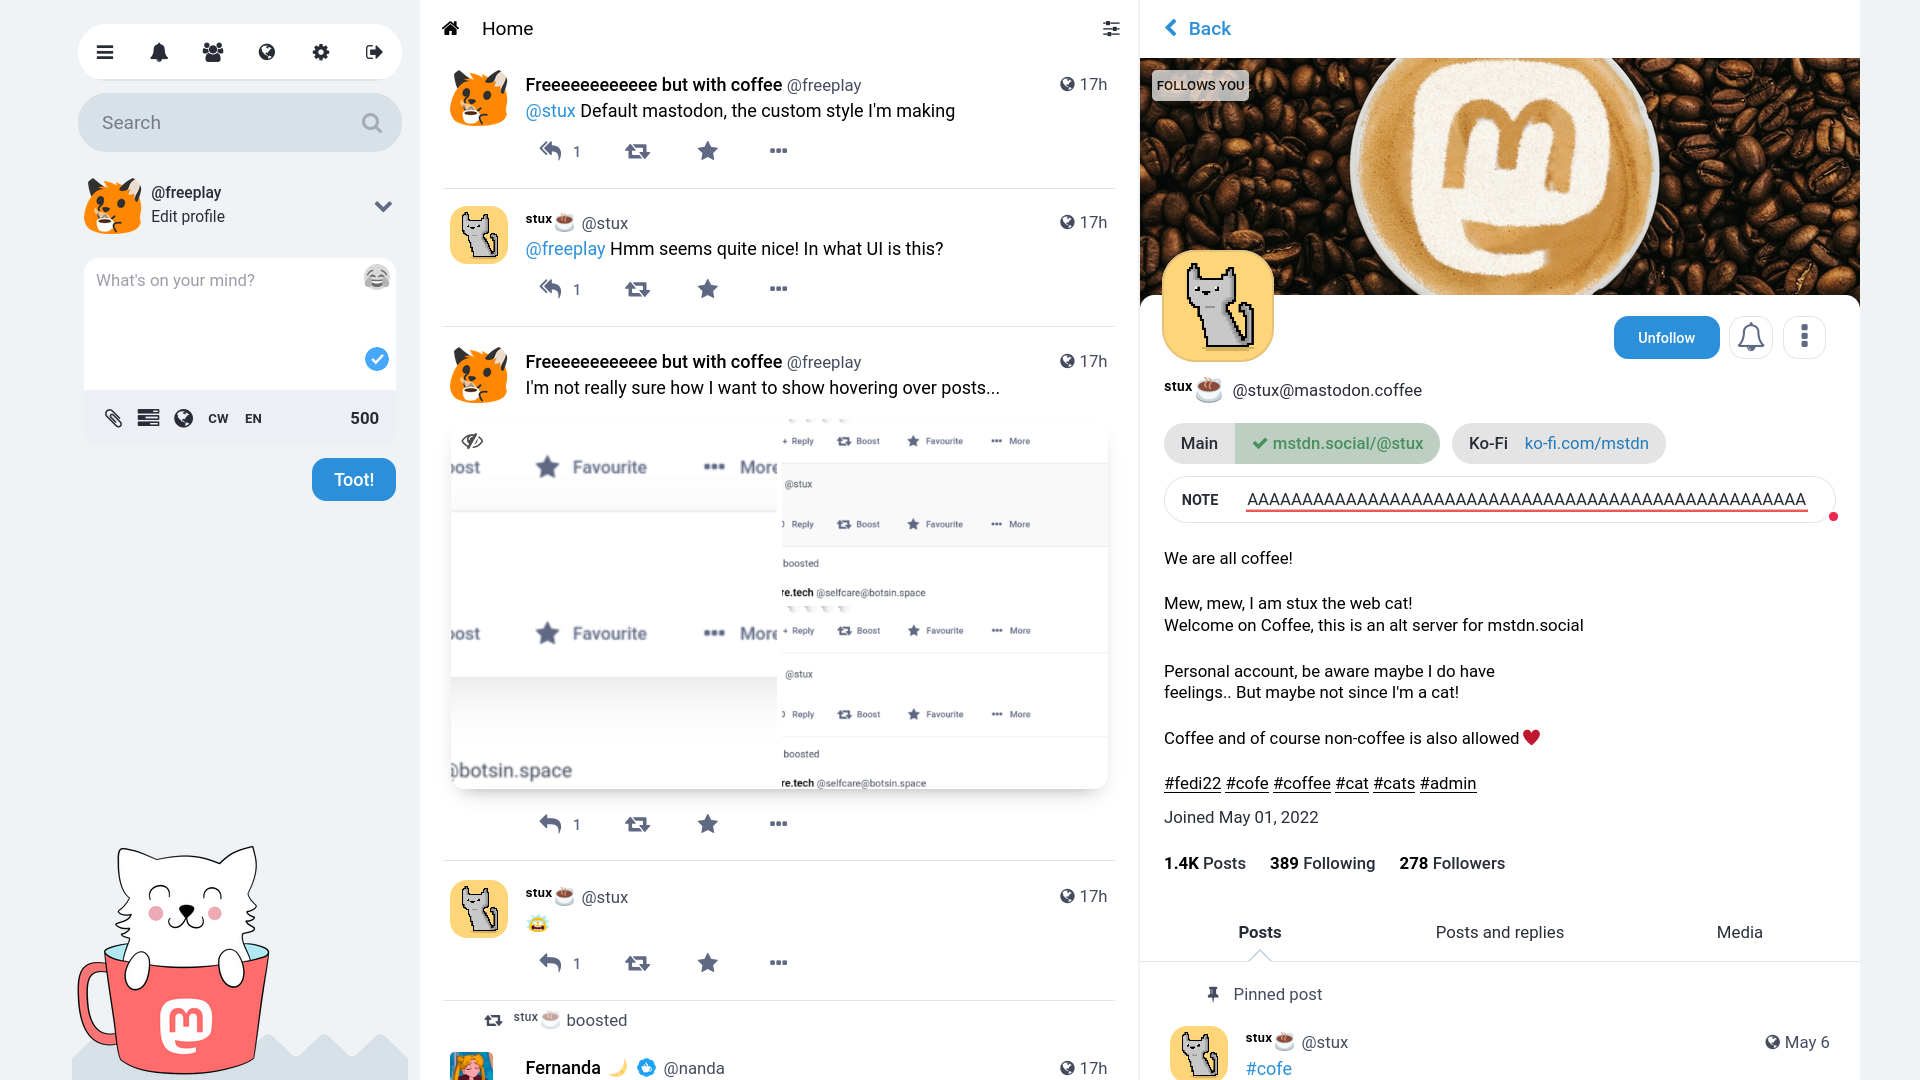 Search
@freeplay
Edit profile
What's on your mind?
CW EN 500
Toot!
Home
Freeeeeeeeeeee but with coffee @freeplay 17h
@stux Default mastodon, the custom style I'm making
1
stux @stux 17h
@freeplay Hmm seems quite nice! In what UI is this?
1
Freeeeeeeeeeee but with coffee @freeplay 17h
I'm not really sure how I want to show hovering over posts...
ost Favourite More
ost Favourite More
@botsin.space
Reply Boost Favourite More
@stux
Reply Boost Favourite More
boosted
re.tech @selfcare@botsin.space
Reply Boost Favourite More
@stux
Reply Boost Favourite More
boosted
re.tech @selfcare@botsin.space
1
stux @stux 17h
1
stux boosted
Fernanda @nanda 17h
Back
FOLLOWS YOU
Unfollow
stux @stux@mastodon.coffee
Main mstdn.social/@stux Ko-Fi ko-fi.com/mstdn
NOTE AAAAAAAAAAAAAAAAAAAAAAAAAAAAAAAAAAAAAAAAAAAAAAAAAAA
We are all coffee!
Mew, mew, I am stux the web cat!
Welcome on Coffee, this is an alt server for mstdn.social
Personal account, be aware maybe I do have
feelings.. But maybe not since I'm a cat!
Coffee and of course non-coffee is also allowed
#fedi22 #cofe #coffee #cat #cats #admin
Joined May 01, 2022
1.4K Posts 389 Following 278 Followers
Posts Posts and replies Media
Pinned post
stux @stux May 6
#cofe